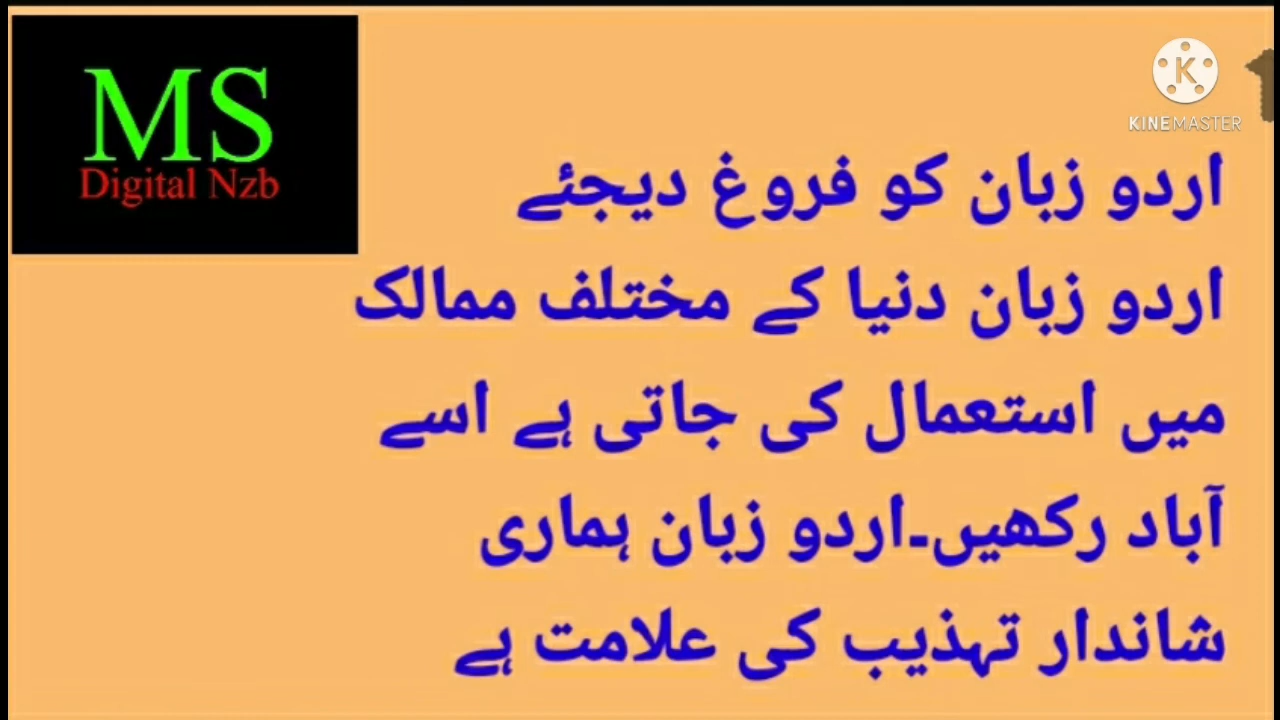 MS
Digital Nzb
KINEMASTER
اردو زبان کو فروغ دیجئے
اردو زبان دنیا کے مختلف ممالک
میں استعمال کی جاتی ہے اسے
آباد رکھیں۔اردو زبان ہماری
شاندار تہذیب کی علامت ہے